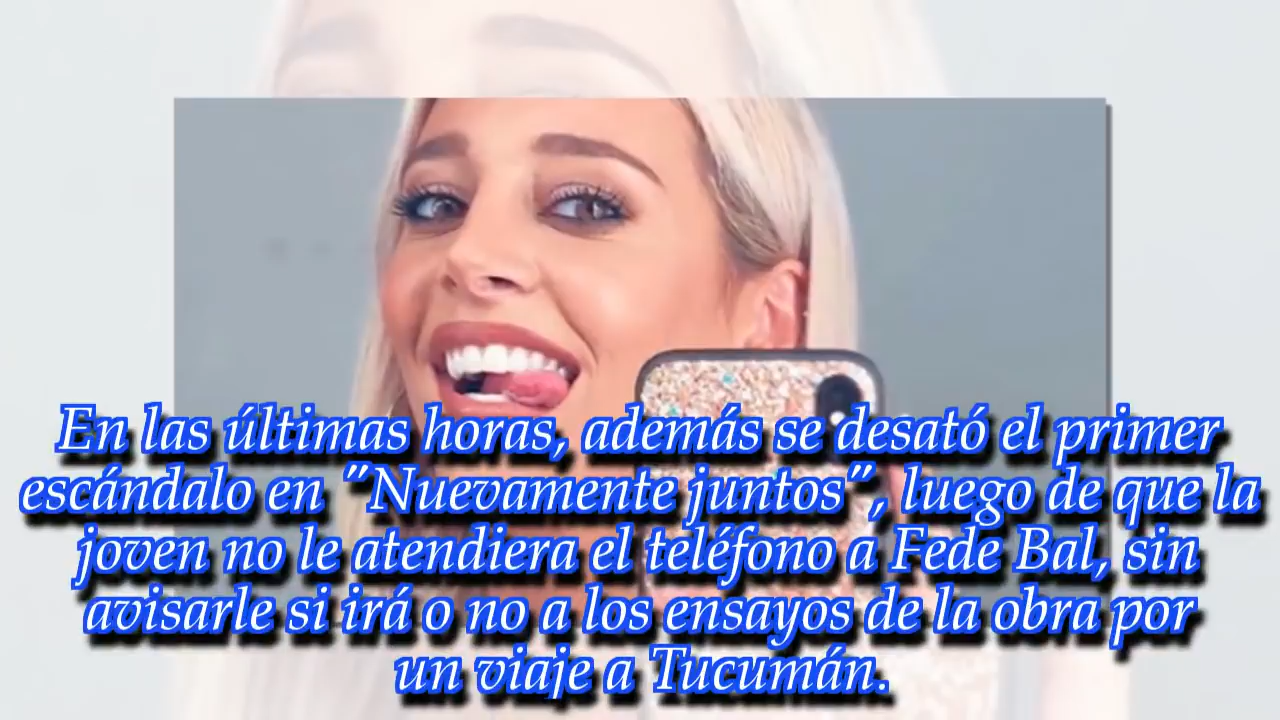 En las últimas horas, además se desató el primer
escándalo en "Nuevamente juntos", luego de que la
joven no le atendiera el teléfono a Fede Bal, sin
avisarle si irá o no a los ensayos de la obra por
un viaje a Tucumán.